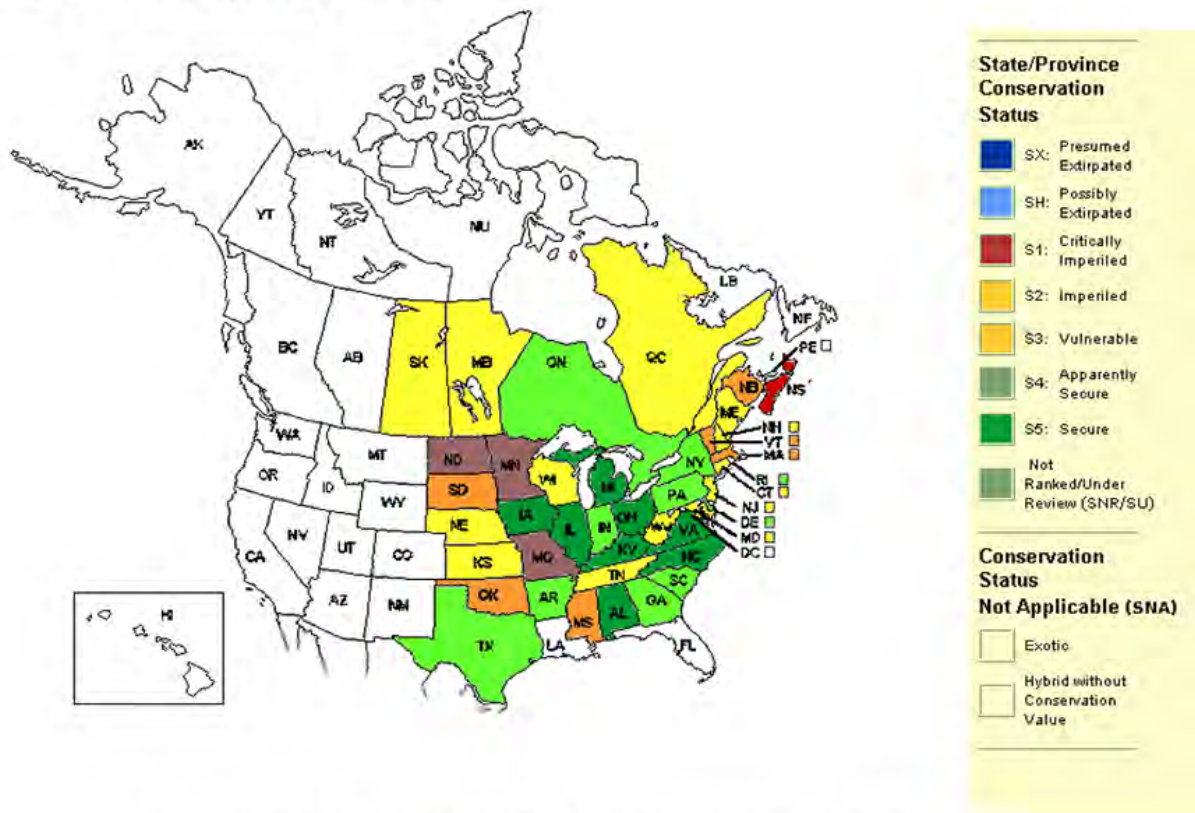 AK
YT
NT
NU
LB
NF
BC
AB
SK
MB
ON
QC
PE
NB
NS
ME
WA
MT
ND
MN
NH
VT
MA
OR
ID
SD
WI
MI
NY
RI
CT
WY
PA
NJ
NE
IA
IL
IN
OH
DE
NV
UT
CO
WV
VA
MD
DC
CA
KS
MO
KY
NC
TN
AZ
NM
OK
AR
SC
MS
AL
GA
TX
LA
FL
HI
State/Province
Conservation
Status
SX: Presumed
Extirpated
SH: Possibly
Extirpated
S1: Critically
Imperiled
S2: Imperiled
S3: Vulnerable
S4: Apparently
Secure
S5: Secure
Not
Ranked/Under
Review (SNR/SU)
Conservation
Status
Not Applicable (SNA)
Exotic
Hybrid without
Conservation
Value